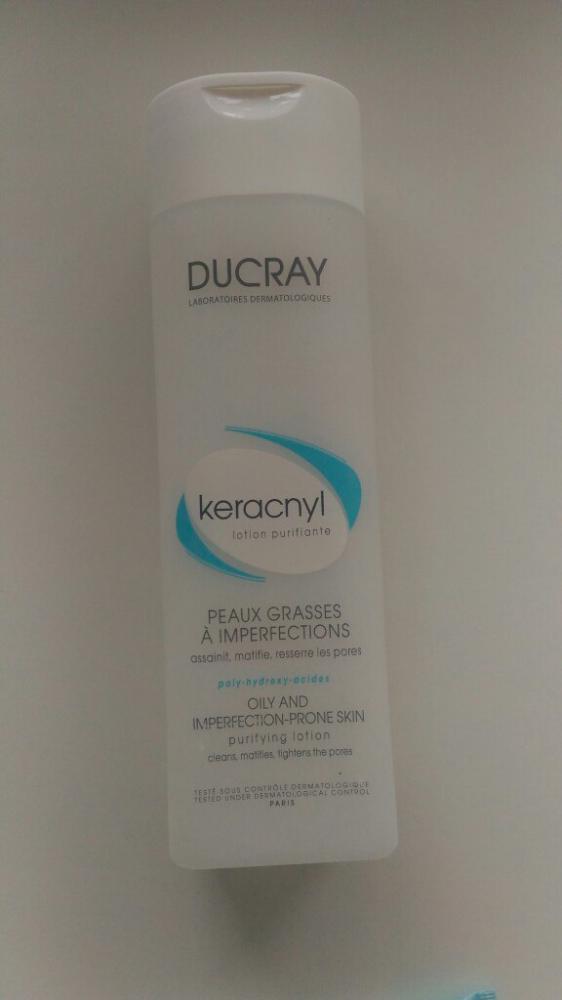 DUCRAY
LABORATOIRES DERMATOLOGIQUES
keracnyl
lotion purifiante
PEAUX GRASSES
À IMPERFECTIONS
assainit, matifie, resserre les pores
poly-hydroxy-acides
OILY AND
IMPERFECTION-PRONE SKIN
purifying lotion
cleans, matifies, tightens the pores
TESTÉ SOUS CONTRÔLE DERMATOLOGIQUE
TESTED UNDER DERMATOLOGICAL CONTROL
PARIS